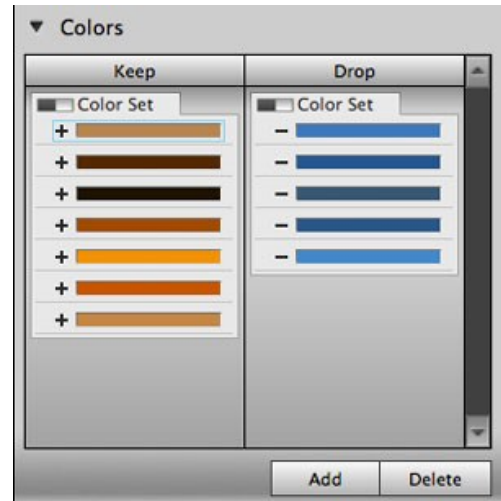 Colors
Keep Drop
Color Set Color Set
+ −
+ −
+ −
+ −
+ −
+
+
Add Delete